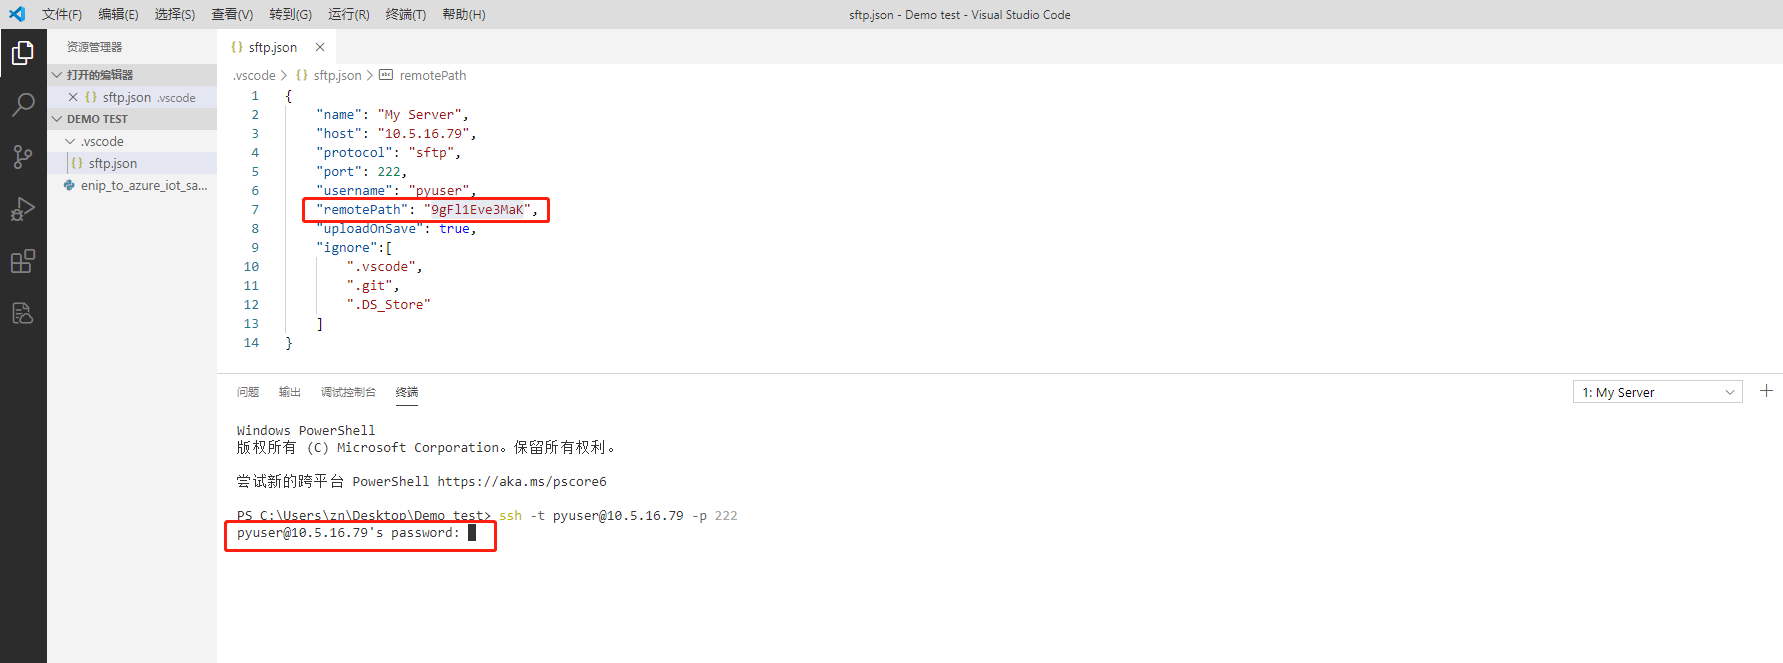 文件(F) 编辑(E) 选择(S) 查看(V) 转到(G) 运行(R) 终端(T) 帮助(H) sftp.json - Demo test - Visual Studio Code
资源管理器
打开的编辑器
sftp.json .vscode
DEMO TEST
.vscode
sftp.json
enip_to_azure_iot_sa...
sftp.json
.vscode > {} sftp.json > remotePath
1 {
2 "name": "My Server",
3 "host": "10.5.16.79",
4 "protocol": "sftp",
5 "port": 222,
6 "username": "pyuser",
7 "remotePath": "9gFl1Eve3MaK",
8 "uploadOnSave": true,
9 "ignore":[
10 ".vscode",
11 ".git",
12 ".DS_Store"
13 ]
14 }
问题 输出 调试控制台 终端 1: My Server
Windows PowerShell
版权所有 (C) Microsoft Corporation。保留所有权利。
尝试新的跨平台 PowerShell https://aka.ms/pscore6
PS C:\Users\zn\Desktop\Demo test> ssh -t pyuser@10.5.16.79 -p 222
pyuser@10.5.16.79's password: